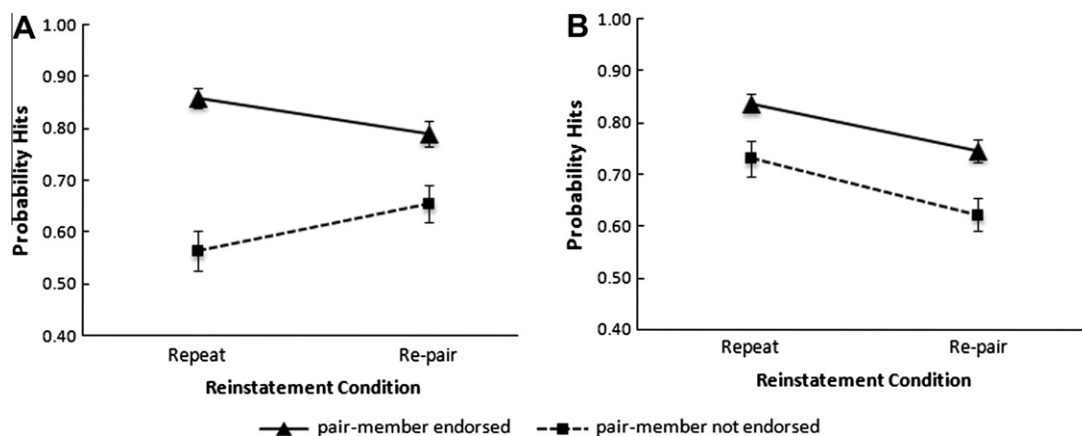 A
1.00
0.90
0.80
0.70
0.60
0.50
0.40
Probability Hits
Repeat Re-pair
Reinstatement Condition
B
1.00
0.90
0.80
0.70
0.60
0.50
0.40
Probability Hits
Repeat Re-pair
Reinstatement Condition
pair-member endorsed pair-member not endorsed